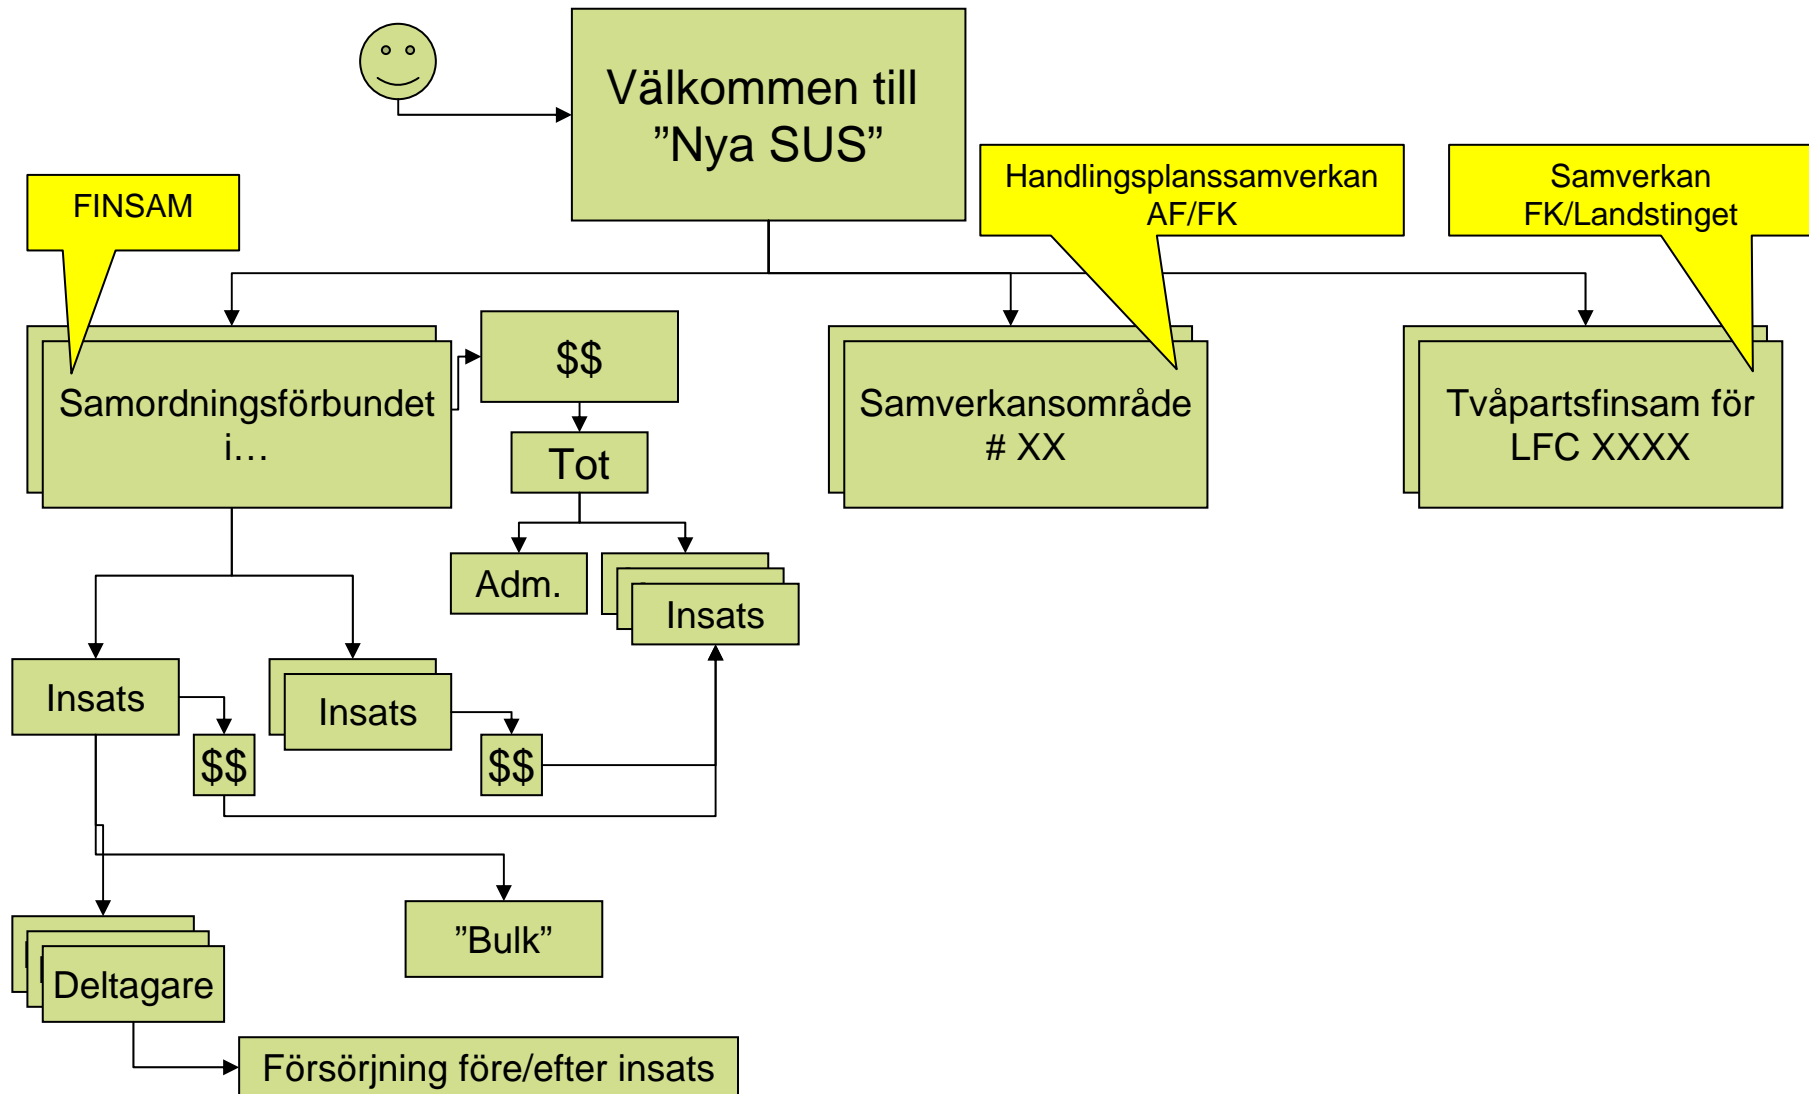 Välkommen till
”Nya SUS”
FINSAM
Handlingsplanssamverkan
AF/FK
Samverkan
FK/Landstinget
Samordningsförbundet
i…
$$
Samverkansområde
# XX
Tvåpartsfinsam för
LFC XXXX
Tot
Adm.
Insats
Insats
Insats
$$
$$
”Bulk”
Deltagare
Försörjning före/efter insats